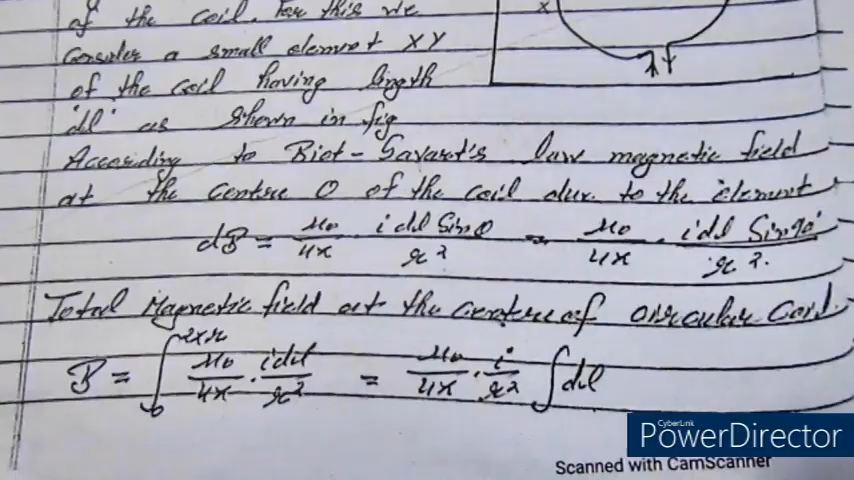 of the coil. For this we
Consider a small element XY
of the coil having length
'dl' as shown in fig
According to Biot-Savart's law magnetic field
at the centre O of the coil due to the element
dB = μ0/4π · i dl Sinθ/r² = μ0/4π · i dl Sin90°/r².
Total Magnetic field at the centre of circular Coil.
B = ∫₀^2πr μ0/4π · i dl/r² = μ0/4π · i/r² ∫dl
X
Y
CyberLink
PowerDirector
Scanned with CamScanner